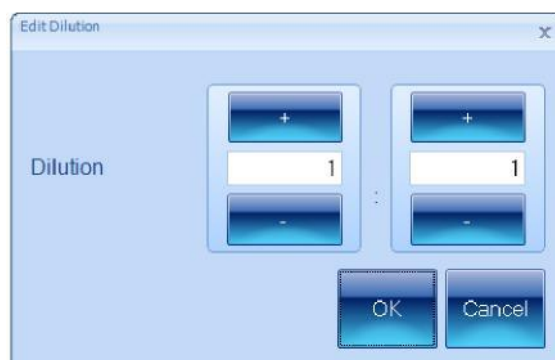 Edit Dilution
x
+ +
Dilution 1 : 1
- -
OK Cancel